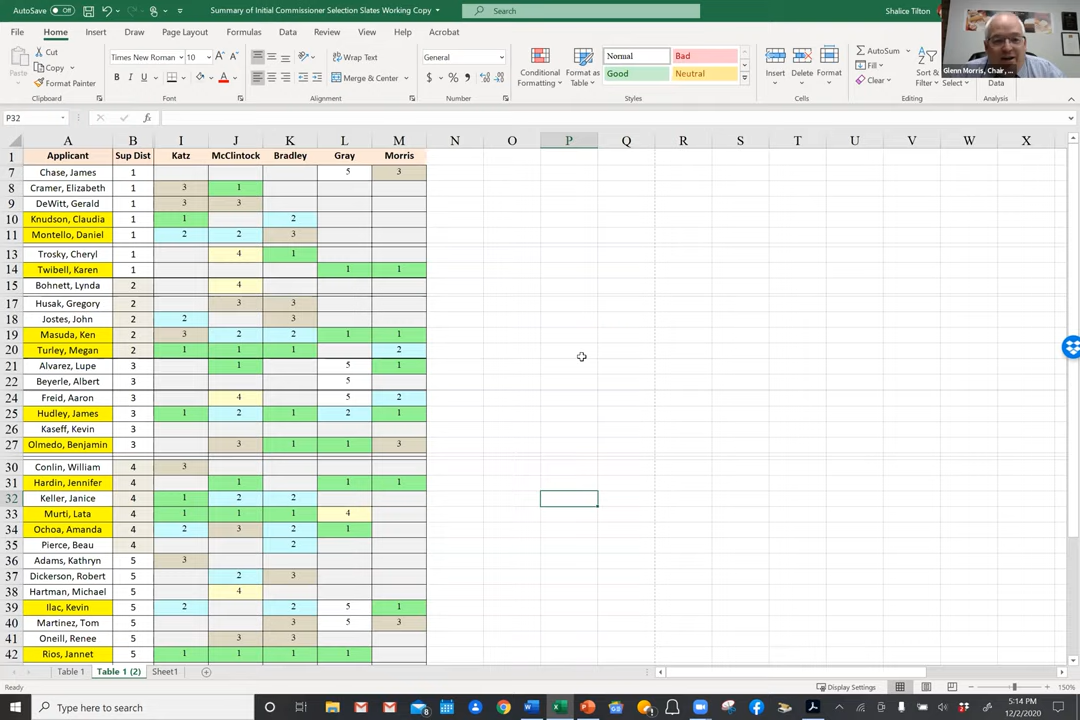 AutoSave Off Summary of Initial Commissioner Selection Slates Working Copy Search Shalice Tilton
File Home Insert Draw Page Layout Formulas Data Review View Help Acrobat
Cut Copy Format Painter Paste Clipboard
Times New Roman 10 B I U Font
Wrap Text Merge & Center Alignment
General $ % Number
Conditional Formatting Format as Table Normal Bad Good Neutral Styles
Insert Delete Format Cells
AutoSum Fill Clear Sort & Filter Select Editing
Data Analysis
Glenn Morris, Chair, ...
P32 fx
A B I J K L M N O P Q R S T U V W X
1 Applicant Sup Dist Katz McClintock Bradley Gray Morris
7 Chase, James 1 5 3
8 Cramer, Elizabeth 1 3 1
9 DeWitt, Gerald 1 3 3
10 Knudson, Claudia 1 1 2
11 Montello, Daniel 1 2 2 3
13 Trosky, Cheryl 1 4 1
14 Twibell, Karen 1 1 1
15 Bohnett, Lynda 2 4
17 Husak, Gregory 2 3 3
18 Jostes, John 2 2 3
19 Masuda, Ken 2 3 2 2 1 1
20 Turley, Megan 2 1 1 1 2
21 Alvarez, Lupe 3 1 5 1
22 Beyerle, Albert 3 5
24 Freid, Aaron 3 4 5 2
25 Hudley, James 3 1 2 1 2 1
26 Kaseff, Kevin 3
27 Olmedo, Benjamin 3 3 1 1 3
30 Conlin, William 4 3
31 Hardin, Jennifer 4 1 1 1
32 Keller, Janice 4 1 2 2
33 Murti, Lata 4 1 1 1 4
34 Ochoa, Amanda 4 2 3 2 1
35 Pierce, Beau 4 2
36 Adams, Kathryn 5 3
37 Dickerson, Robert 5 2 3
38 Hartman, Michael 5 4
39 Ilac, Kevin 5 2 2 5 1
40 Martinez, Tom 5 3 5 3
41 Oneill, Renee 5 3 3
42 Rios, Jannet 5 1 1 1 1
Table 1 Table 1 (2) Sheet1
Ready Display Settings 150%
Type here to search 5:14 PM
12/2/2020